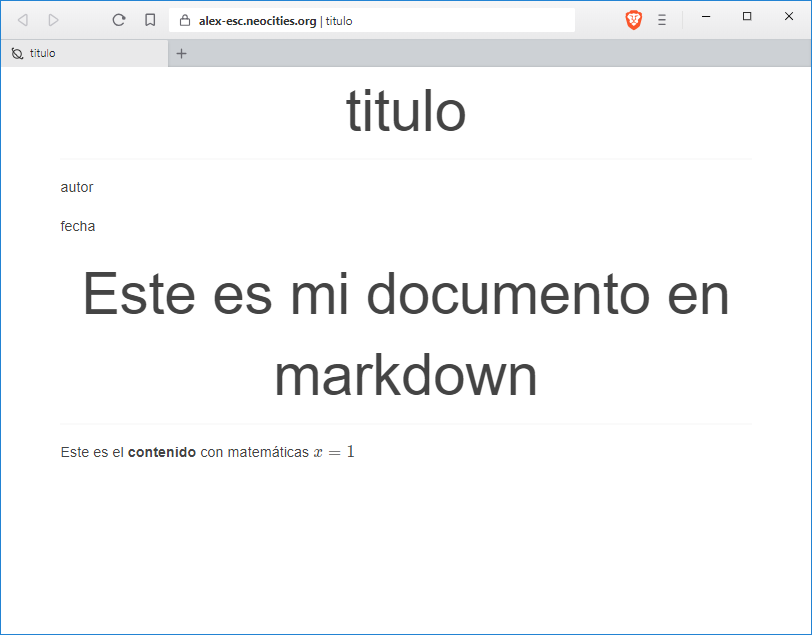 alex-esc.neocities.org | titulo
titulo
titulo
autor
fecha
Este es mi documento en
markdown
Este es el contenido con matemáticas x = 1